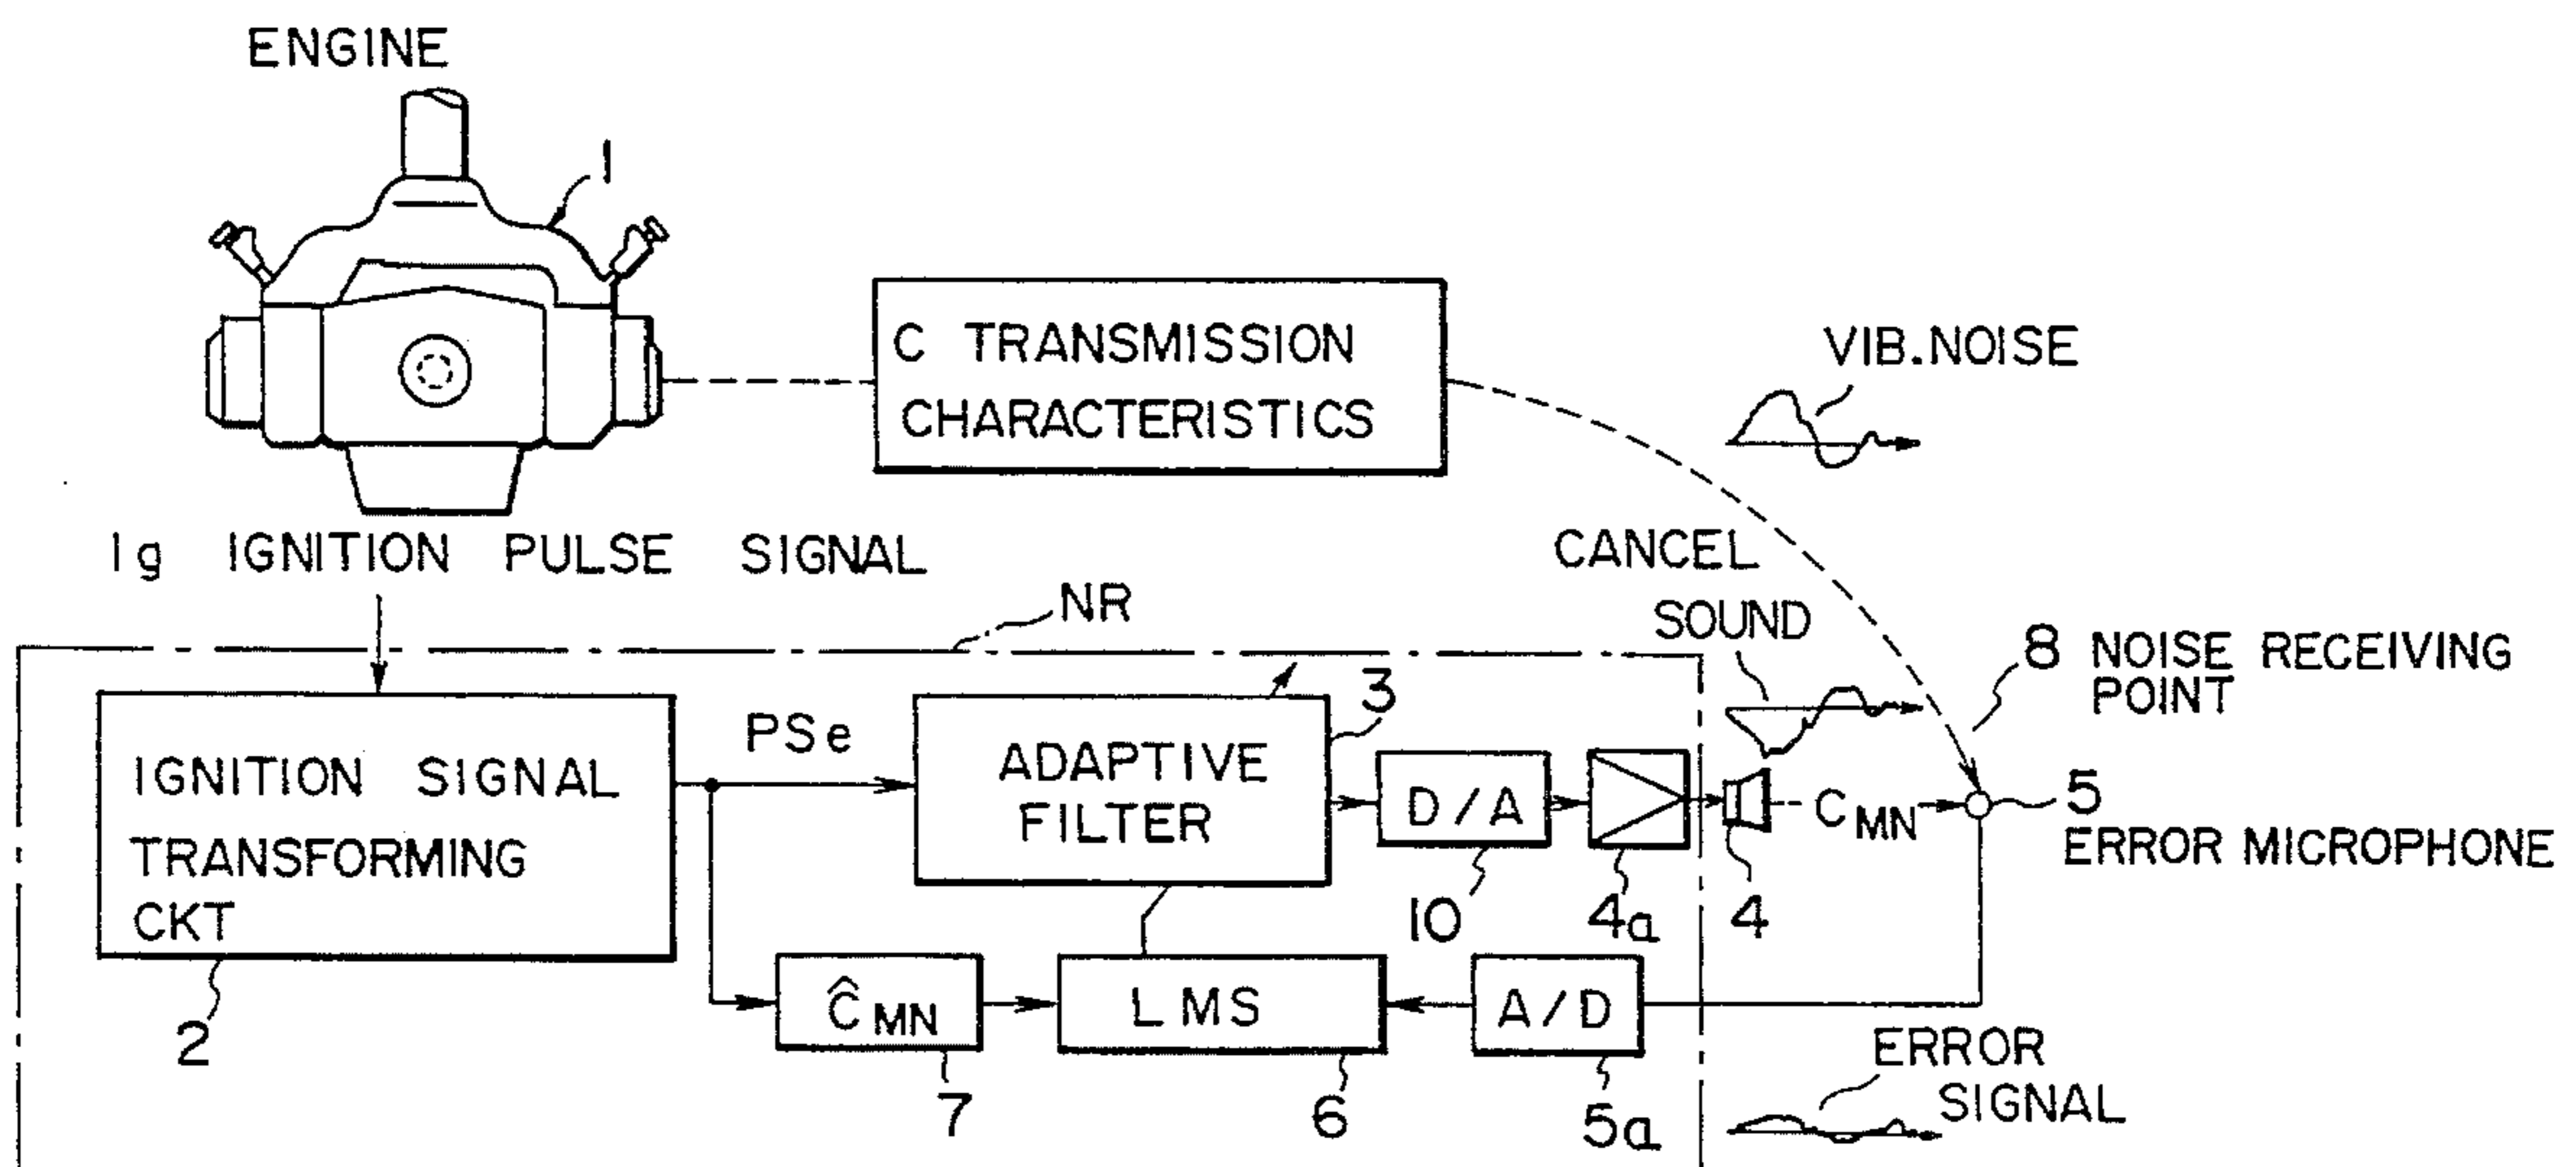 ENGINE
1
C TRANSMISSION
CHARACTERISTICS
VIB.NOISE
Ig IGNITION PULSE SIGNAL
CANCEL
SOUND
NR
8 NOISE RECEIVING
POINT
IGNITION SIGNAL
TRANSFORMING
CKT
2
PSe
ADAPTIVE
FILTER
3
D/A
10
4a
4
CMN
5
ERROR MICROPHONE
ĈMN
7
LMS
6
A/D
5a
ERROR
SIGNAL